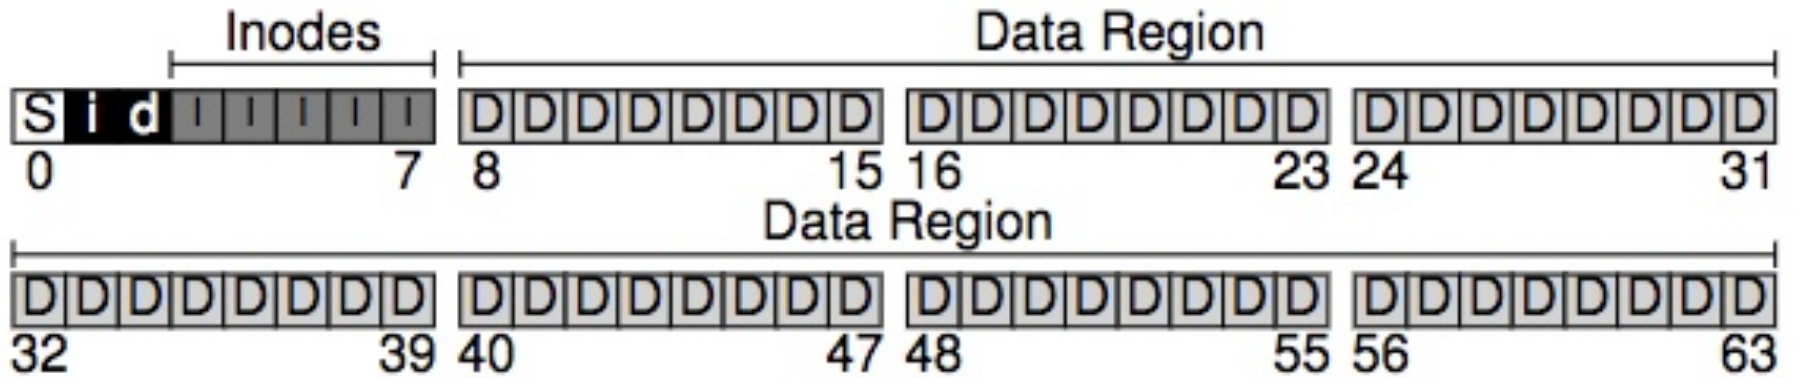 Inodes Data Region
S i d I I I I I D D D D D D D D D D D D D D D D D D D D D D D D
0 7 8 15 16 23 24 31
Data Region
D D D D D D D D D D D D D D D D D D D D D D D D D D D D D D D D
32 39 40 47 48 55 56 63